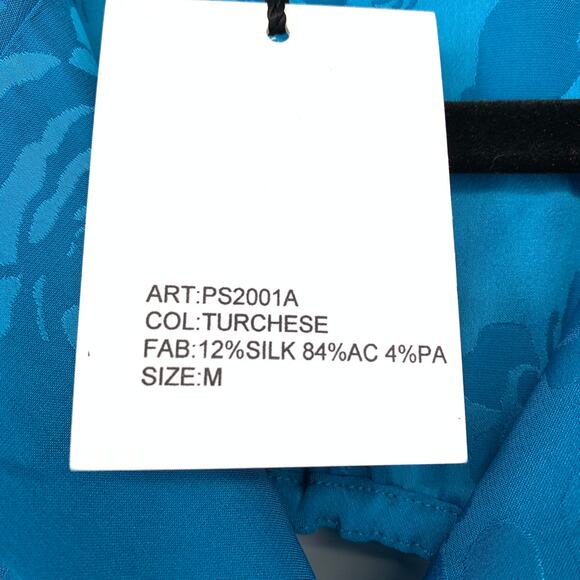 ART:PS2001A
COL:TURCHESE
FAB:12%SILK 84%AC 4%PA
SIZE:M